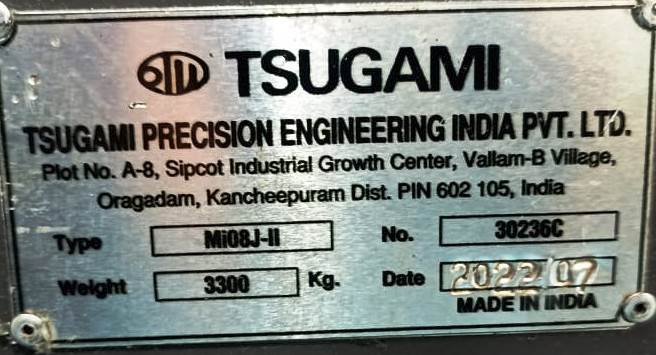 TSUGAMI
TSUGAMI PRECISION ENGINEERING INDIA PVT. LTD.
Plot No. A-8, Sipcot Industrial Growth Center, Vallam-B Village,
Oragadam, Kancheepuram Dist. PIN 602 105, India
Type Mi08J-II No. 30236C
Weight 3300 Kg. Date 2022/07
MADE IN INDIA